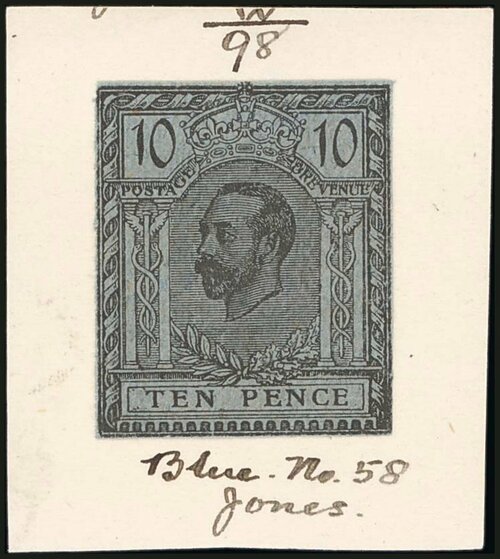 98
10 10
POSTAGE & REVENUE
TEN PENCE
Blue. No. 58
Jones.